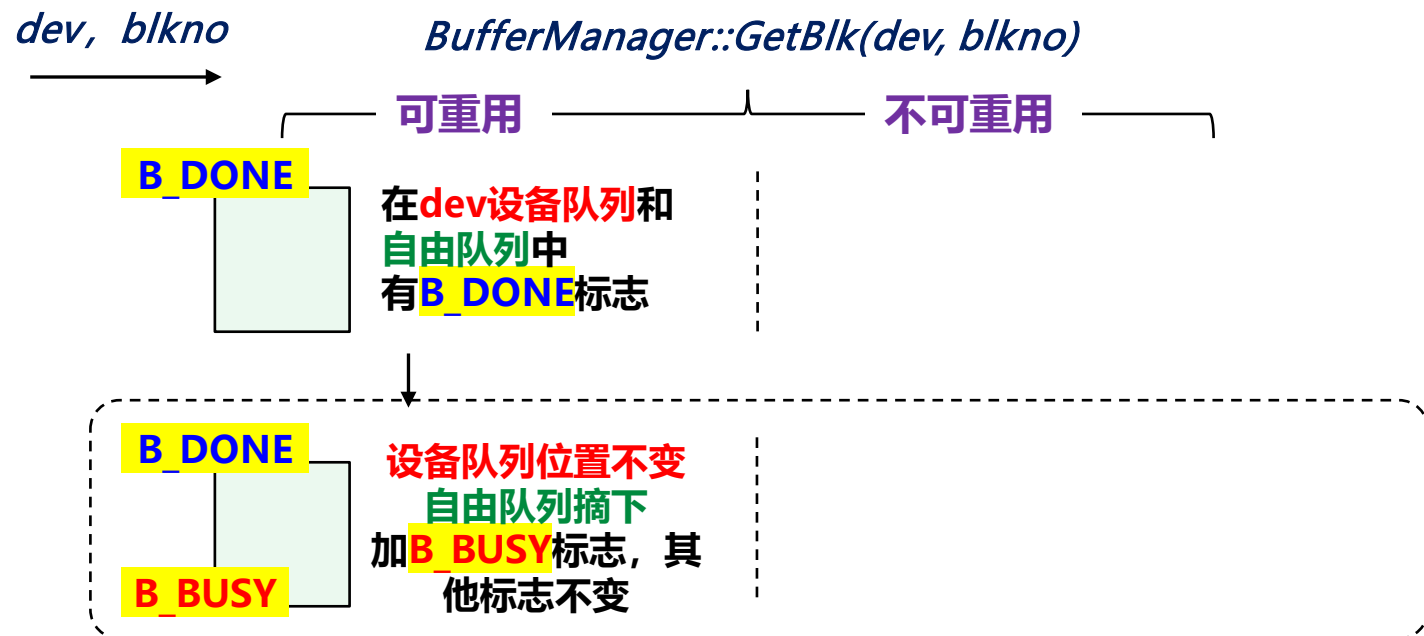 dev，blkno
BufferManager::GetBlk(dev, blkno)
可重用
不可重用
B_DONE
在dev设备队列和
自由队列中
有B_DONE标志
B_DONE
设备队列位置不变
自由队列摘下
加B_BUSY标志，其
他标志不变
B_BUSY